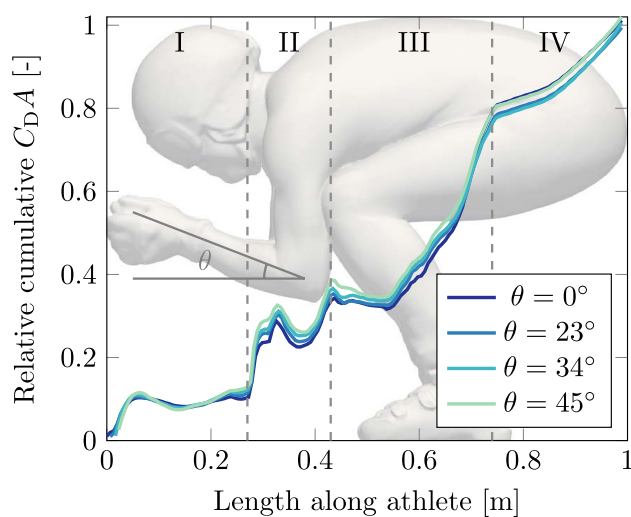 I II III IV
1
0.8
0.6
0.4
0.2
0
0 0.2 0.4 0.6 0.8 1
Relative cumulative C_D A [-]
Length along athlete [m]
θ
θ = 0°
θ = 23°
θ = 34°
θ = 45°